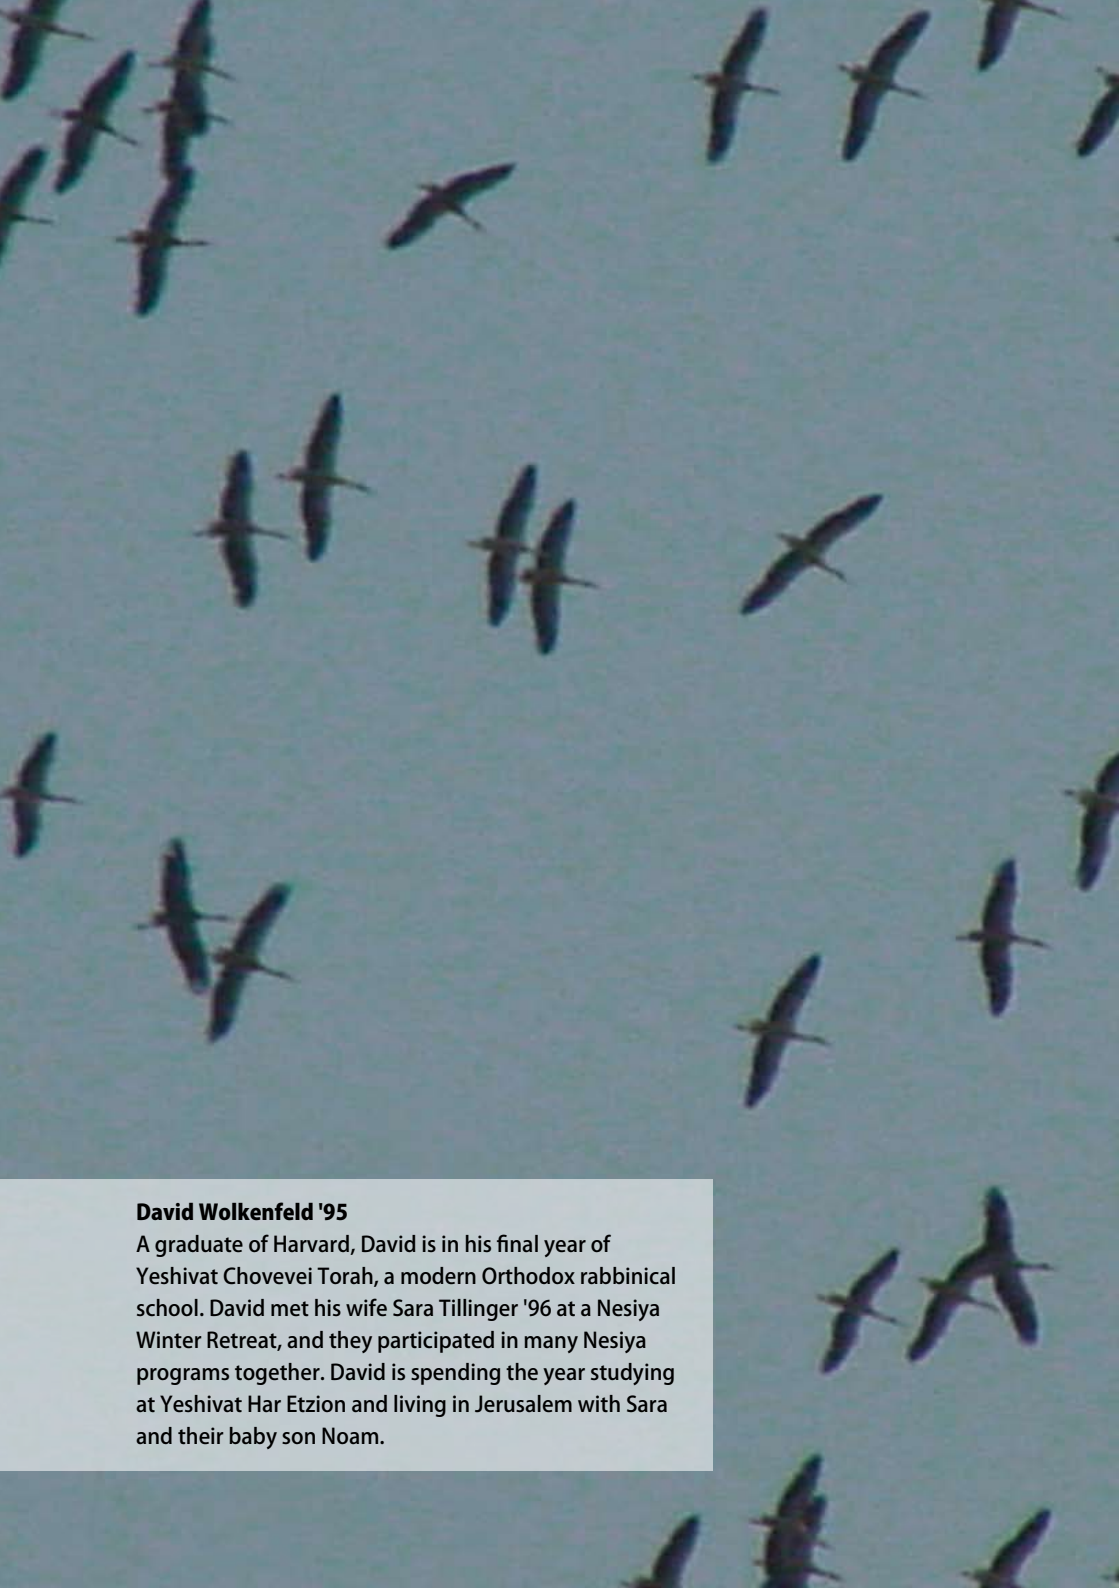 David Wolkenfeld '95
A graduate of Harvard, David is in his final year of
Yeshivat Chovevei Torah, a modern Orthodox rabbinical
school. David met his wife Sara Tillinger '96 at a Nesiya
Winter Retreat, and they participated in many Nesiya
programs together. David is spending the year studying
at Yeshivat Har Etzion and living in Jerusalem with Sara
and their baby son Noam.